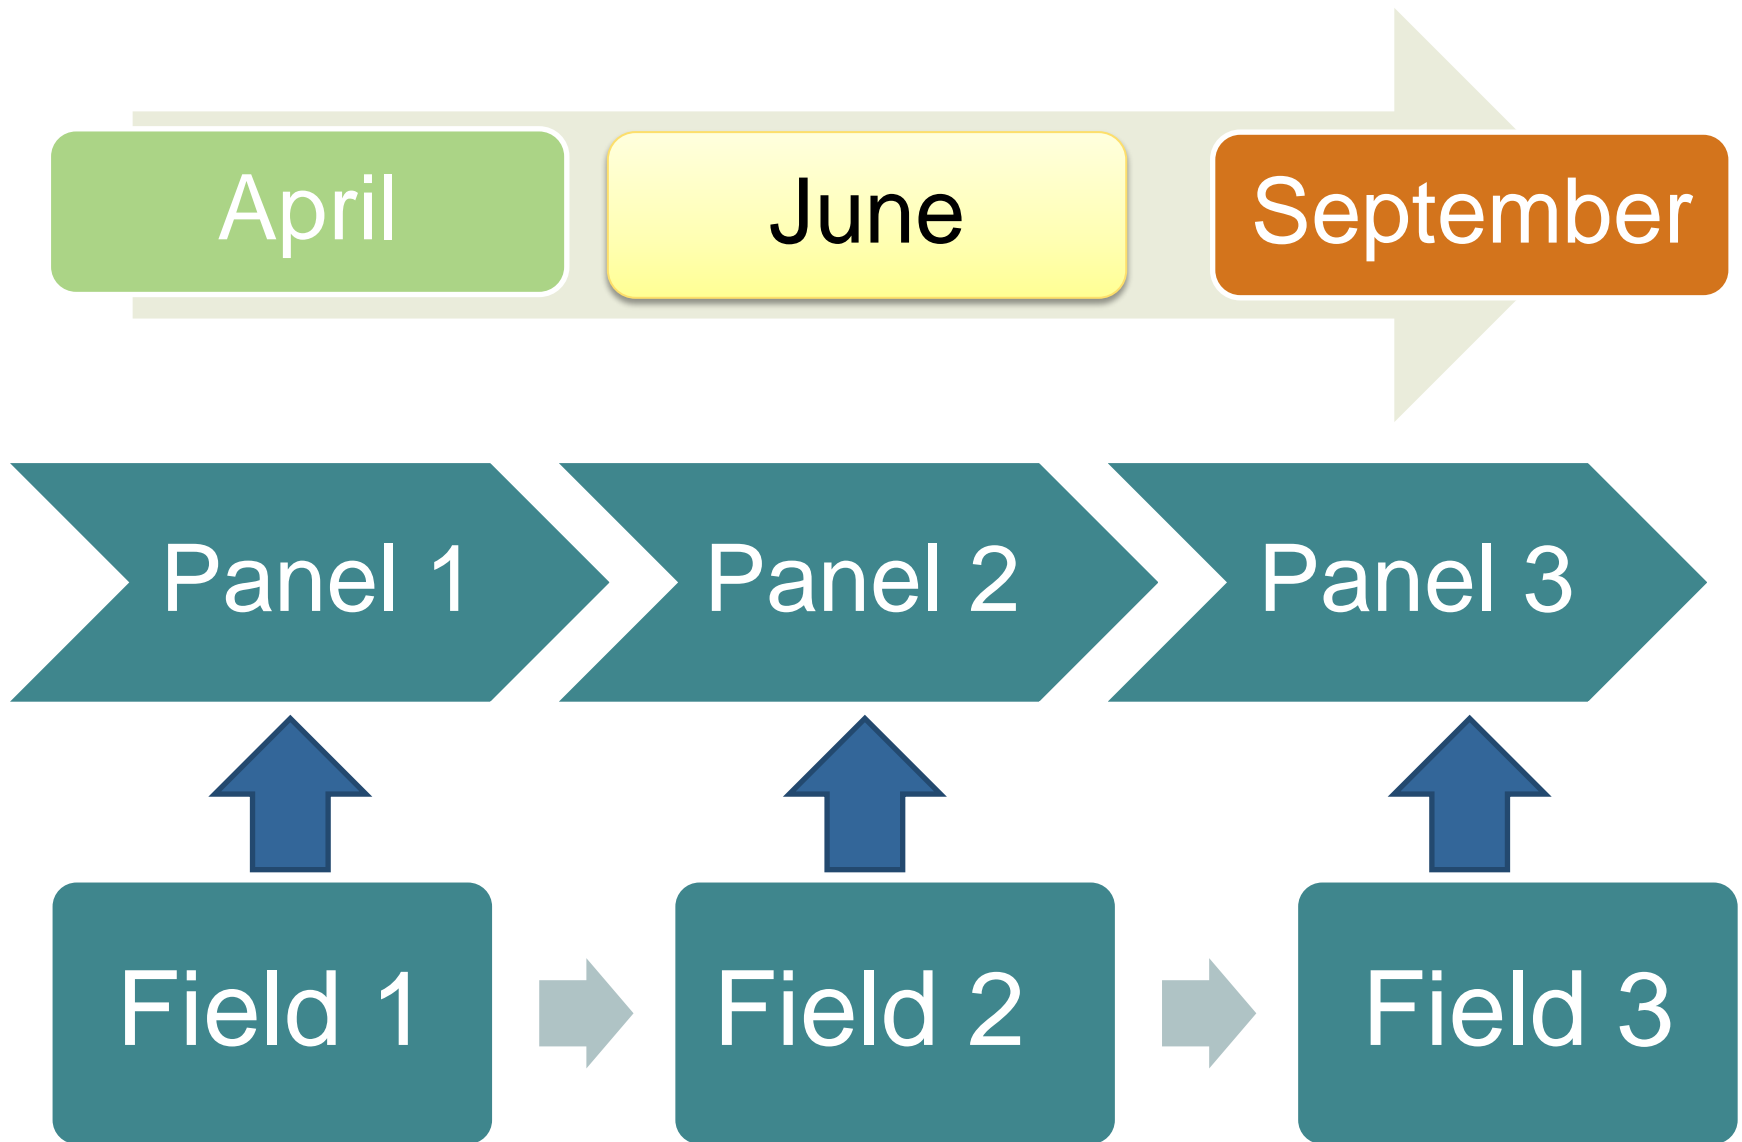 April
June
September
Panel 1
Panel 2
Panel 3
Field 1
Field 2
Field 3